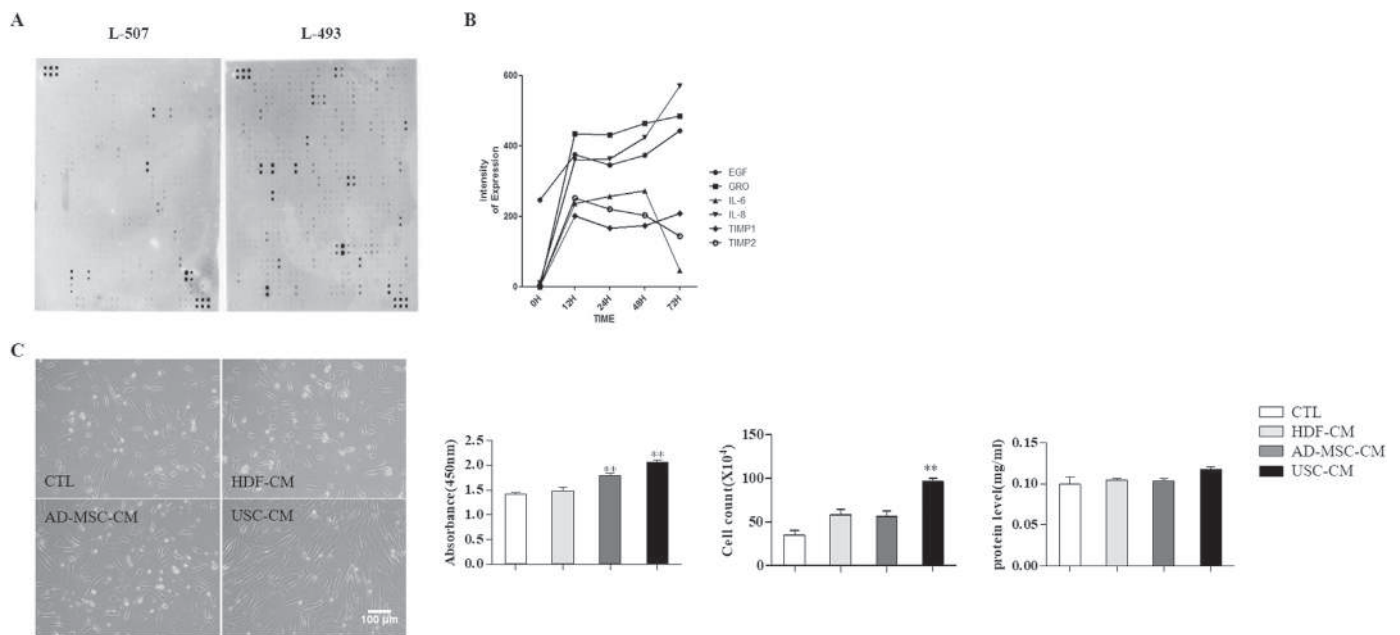 A
L-507
L-493
B
600
400
200
0
Intensity
of Expression
0H
12H
24H
48H
72H
TIME
EGF
GRO
IL-6
IL-8
TIMP1
TIMP2
C
CTL
HDF-CM
AD-MSC-CM
USC-CM
100 µm
Absorbance(450nm)
2.5
2.0
1.5
1.0
0.5
0.0
**
**
Cell count(X10⁴)
150
100
50
0
**
protein level(mg/ml)
0.15
0.10
0.05
0.00
CTL
HDF-CM
AD-MSC-CM
USC-CM